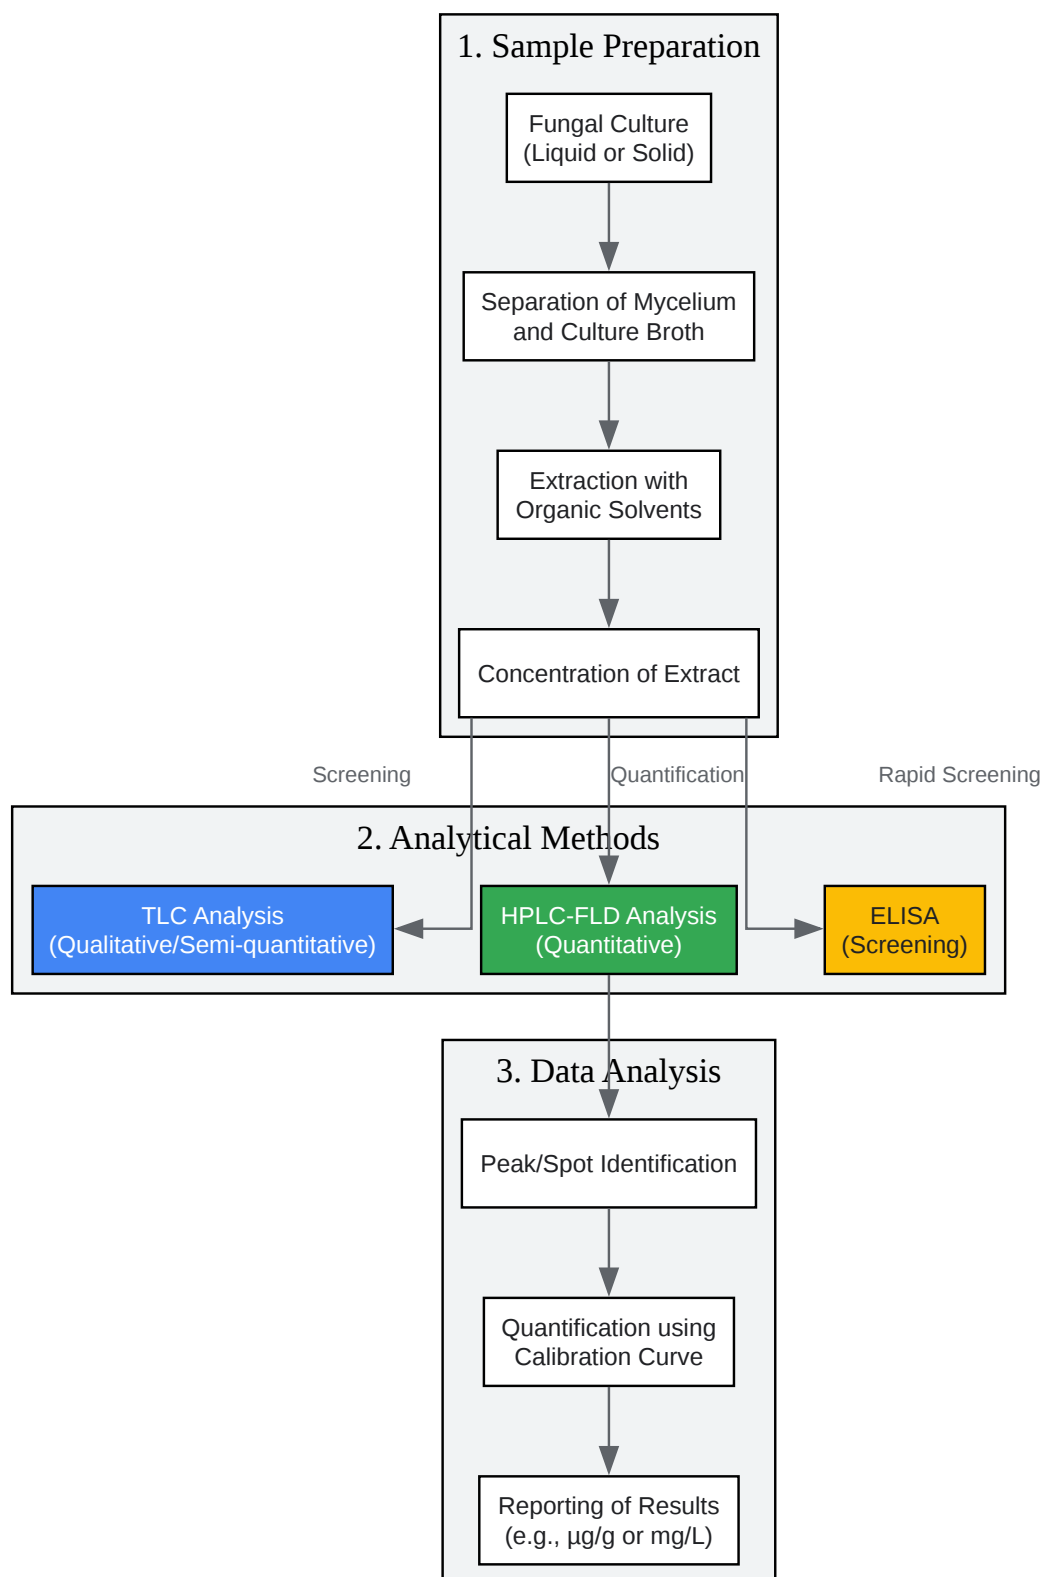 1. Sample Preparation
Fungal Culture
(Liquid or Solid)
Separation of Mycelium
and Culture Broth
Extraction with
Organic Solvents
Concentration of Extract
Screening
Quantification
Rapid Screening
2. Analytical Methods
TLC Analysis
(Qualitative/Semi-quantitative)
HPLC-FLD Analysis
(Quantitative)
ELISA
(Screening)
3. Data Analysis
Peak/Spot Identification
Quantification using
Calibration Curve
Reporting of Results
(e.g., µg/g or mg/L)